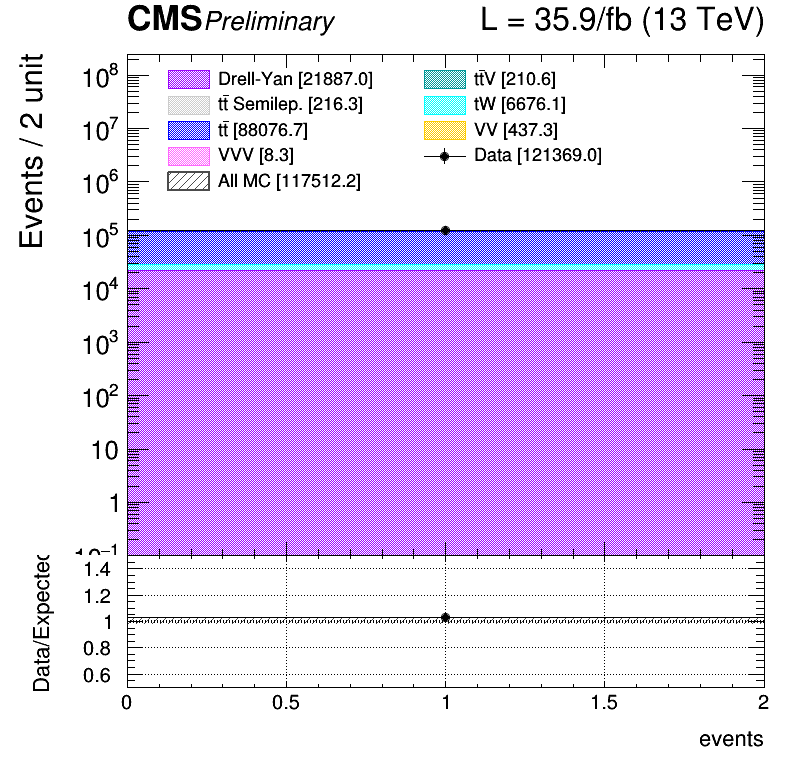 CMS Preliminary L = 35.9/fb (13 TeV)
Events / 2 unit
10⁸
10⁷
10⁶
10⁵
10⁴
10³
10²
10
1
10⁻¹
Drell-Yan [21887.0]
tt̄ Semilep. [216.3]
tt̄ [88076.7]
VVV [8.3]
All MC [117512.2]
tt̄V [210.6]
tW [6676.1]
VV [437.3]
Data [121369.0]
Data/Expected
1.4
1.2
1
0.8
0.6
0 0.5 1 1.5 2
events